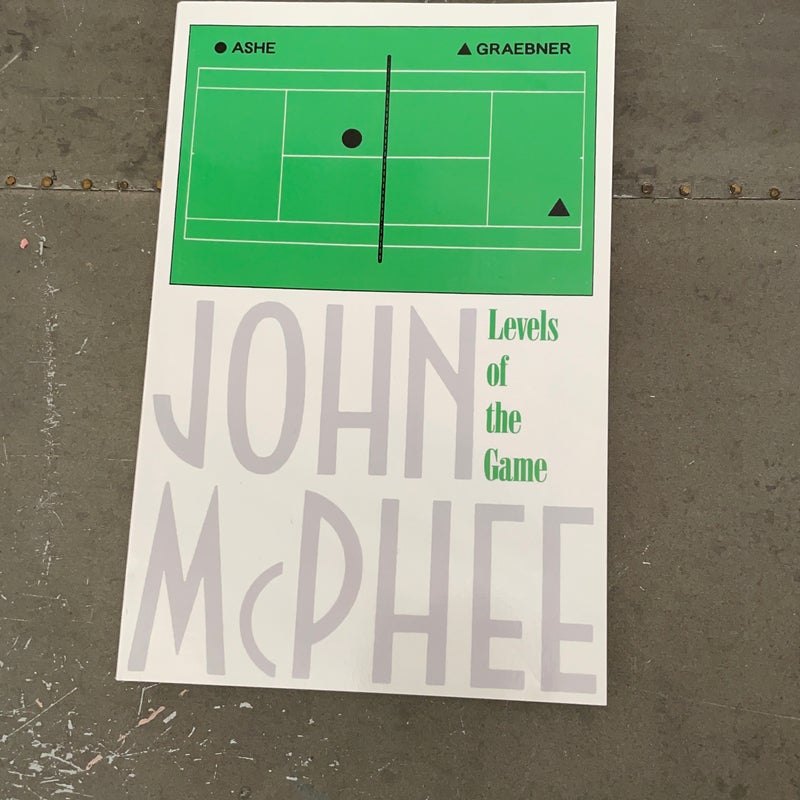 ASHE GRAEBNER
JOHN
Levels
of
the
Game
McPHEE